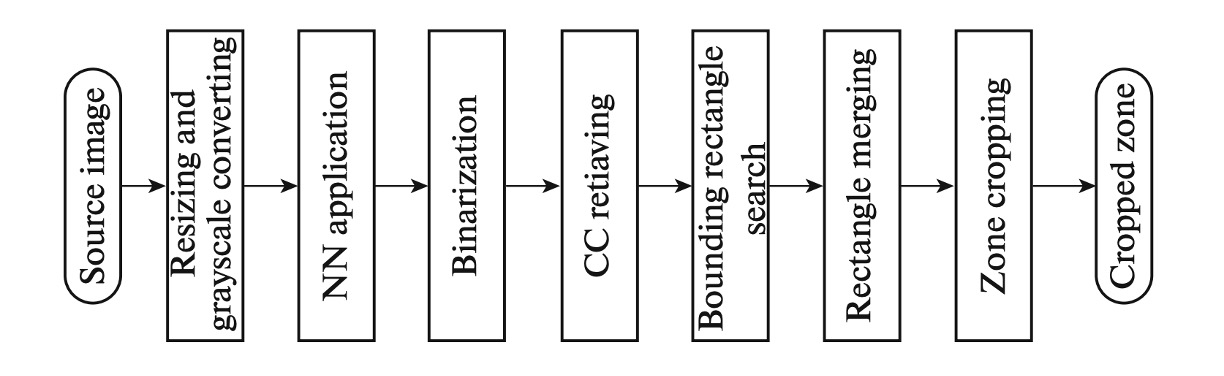 Source image
Resizing and
grayscale converting
NN application
Binarization
CC retiaving
Bounding rectangle
search
Rectangle merging
Zone cropping
Cropped zone